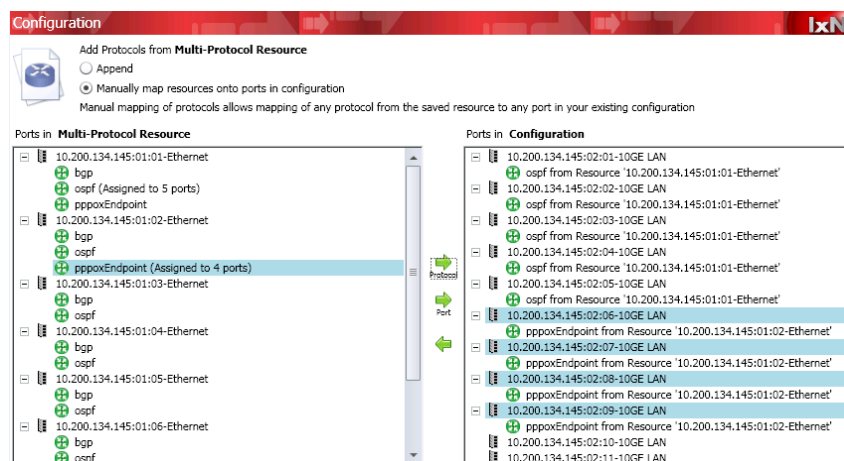 Configuration
IxN
Add Protocols from Multi-Protocol Resource
Append
Manually map resources onto ports in configuration
Manual mapping of protocols allows mapping of any protocol from the saved resource to any port in your existing configuration
Ports in Multi-Protocol Resource
10.200.134.145:01:01-Ethernet
bgp
ospf (Assigned to 5 ports)
pppoxEndpoint
10.200.134.145:01:02-Ethernet
bgp
ospf
pppoxEndpoint (Assigned to 4 ports)
10.200.134.145:01:03-Ethernet
bgp
ospf
10.200.134.145:01:04-Ethernet
bgp
ospf
10.200.134.145:01:05-Ethernet
bgp
ospf
10.200.134.145:01:06-Ethernet
bgp
ospf
Protocol
Port
Ports in Configuration
10.200.134.145:02:01-10GE LAN
ospf from Resource '10.200.134.145:01:01-Ethernet'
10.200.134.145:02:02-10GE LAN
ospf from Resource '10.200.134.145:01:01-Ethernet'
10.200.134.145:02:03-10GE LAN
ospf from Resource '10.200.134.145:01:01-Ethernet'
10.200.134.145:02:04-10GE LAN
ospf from Resource '10.200.134.145:01:01-Ethernet'
10.200.134.145:02:05-10GE LAN
ospf from Resource '10.200.134.145:01:01-Ethernet'
10.200.134.145:02:06-10GE LAN
pppoxEndpoint from Resource '10.200.134.145:01:02-Ethernet'
10.200.134.145:02:07-10GE LAN
pppoxEndpoint from Resource '10.200.134.145:01:02-Ethernet'
10.200.134.145:02:08-10GE LAN
pppoxEndpoint from Resource '10.200.134.145:01:02-Ethernet'
10.200.134.145:02:09-10GE LAN
pppoxEndpoint from Resource '10.200.134.145:01:02-Ethernet'
10.200.134.145:02:10-10GE LAN
10.200.134.145:02:11-10GE LAN